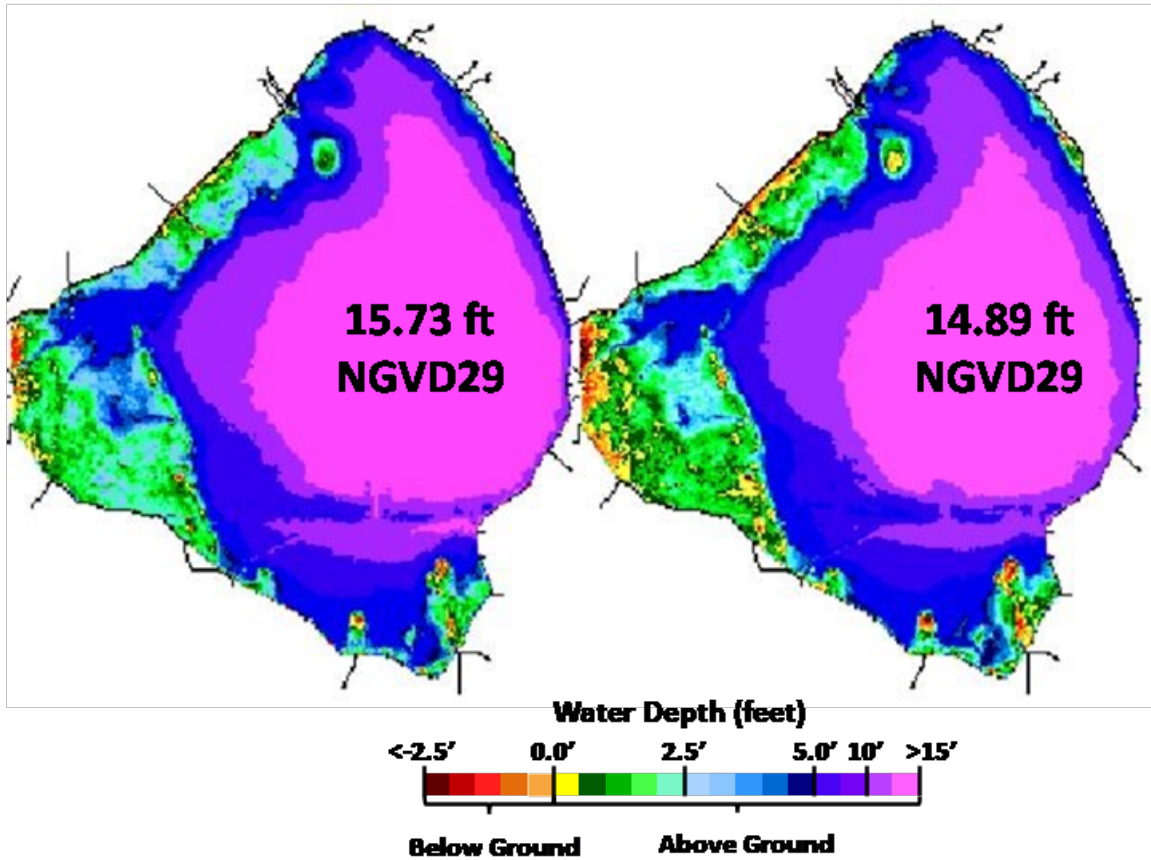 15.73 ft
NGVD29
14.89 ft
NGVD29
Water Depth (feet)
<-2.5' 0.0' 2.5' 5.0' 10' >15'
Below Ground Above Ground